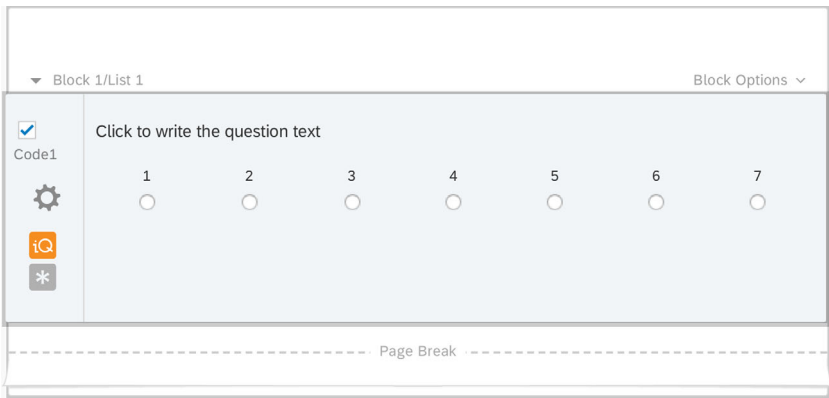 Block 1/List 1 Block Options
Click to write the question text
Code1
1 2 3 4 5 6 7
iQ
*
Page Break